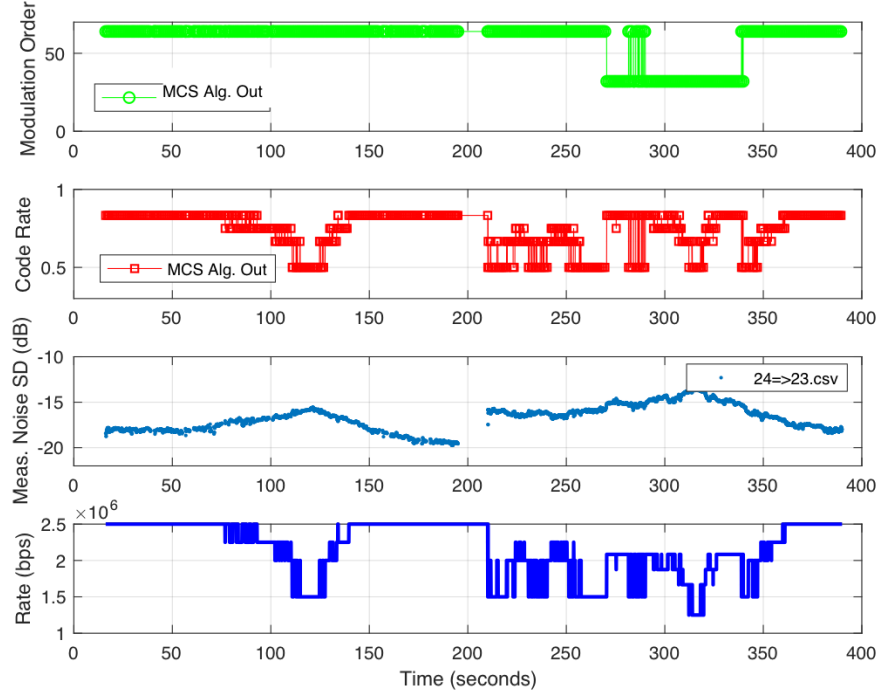 Modulation Order
50
0
MCS Alg. Out
0 50 100 150 200 250 300 350 400
Code Rate
1
0.5
MCS Alg. Out
0 50 100 150 200 250 300 350 400
Meas. Noise SD (dB)
-10
-15
-20
24=>23.csv
0 50 100 150 200 250 300 350 400
×10⁶
Rate (bps)
2.5
2
1.5
1
0 50 100 150 200 250 300 350 400
Time (seconds)